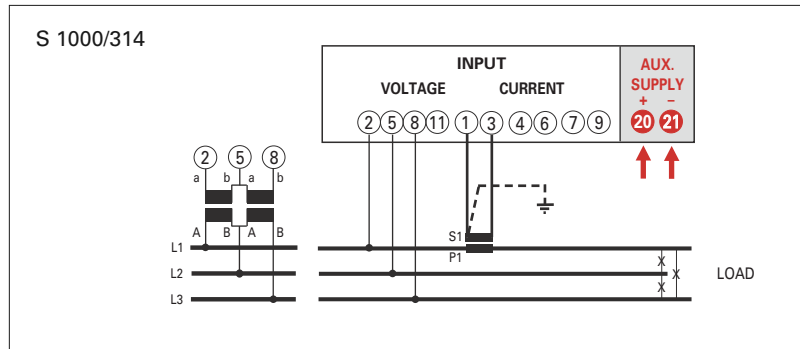 S 1000/314
INPUT
VOLTAGE CURRENT
AUX.
SUPPLY
+ −
2 5 8 11 1 3 4 6 7 9 20 21
2 5 8
a b a b
A B A B
S1
P1
L1
L2
L3
X
X
X
LOAD